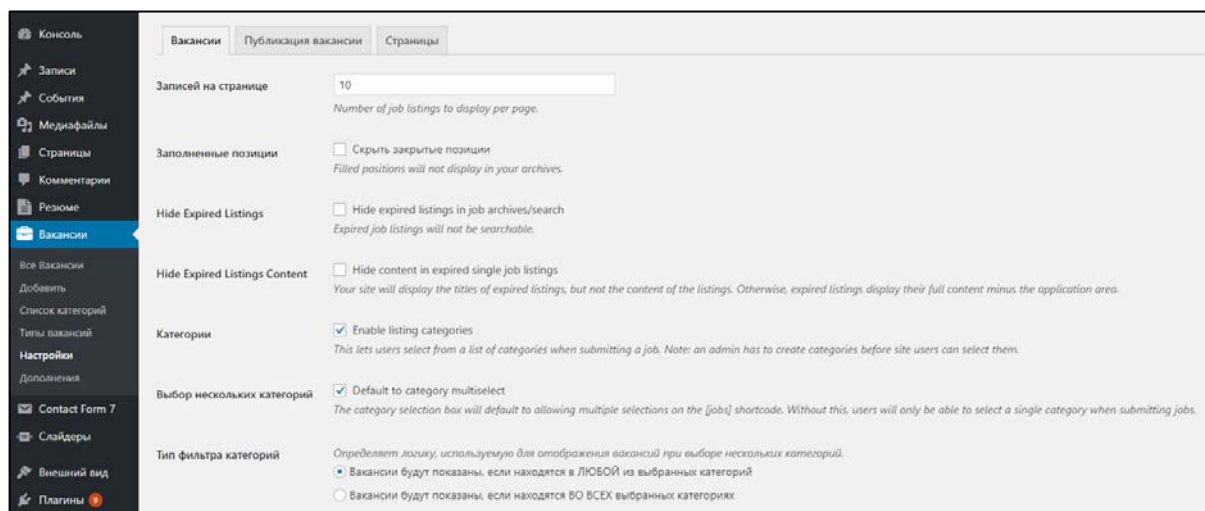 Консоль
Записи
События
Медиафайлы
Страницы
Комментарии
Резюме
Вакансии
Все Вакансии
Добавить
Список категорий
Типы вакансий
Настройки
Дополнения
Contact Form 7
Слайдеры
Внешний вид
Плагины 9
Вакансии Публикация вакансии Страницы
Записей на странице 10
Number of job listings to display per page.
Заполненные позиции Скрыть закрытые позиции
Filled positions will not display in your archives.
Hide Expired Listings Hide expired listings in job archives/search
Expired job listings will not be searchable.
Hide Expired Listings Content Hide content in expired single job listings
Your site will display the titles of expired listings, but not the content of the listings. Otherwise, expired listings display their full content minus the application area.
Категории Enable listing categories
This lets users select from a list of categories when submitting a job. Note: an admin has to create categories before site users can select them.
Выбор нескольких категорий Default to category multiselect
The category selection box will default to allowing multiple selections on the [jobs] shortcode. Without this, users will only be able to select a single category when submitting jobs.
Тип фильтра категорий Определяет логику, используемую для отображения вакансий при выборе нескольких категорий.
Вакансии будут показаны, если находятся в ЛЮБОЙ из выбранных категорий
Вакансии будут показаны, если находятся ВО ВСЕХ выбранных категориях